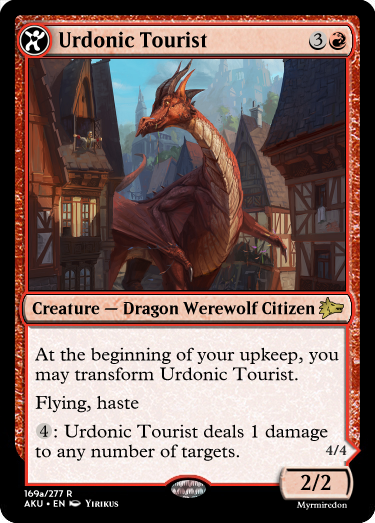 Urdonic Tourist 3
Creature — Dragon Werewolf Citizen
At the beginning of your upkeep, you
may transform Urdonic Tourist.
Flying, haste
4: Urdonic Tourist deals 1 damage
to any number of targets.
4/4
2/2
169a/277 R
AKU • EN Yirikus
Myrmiredon